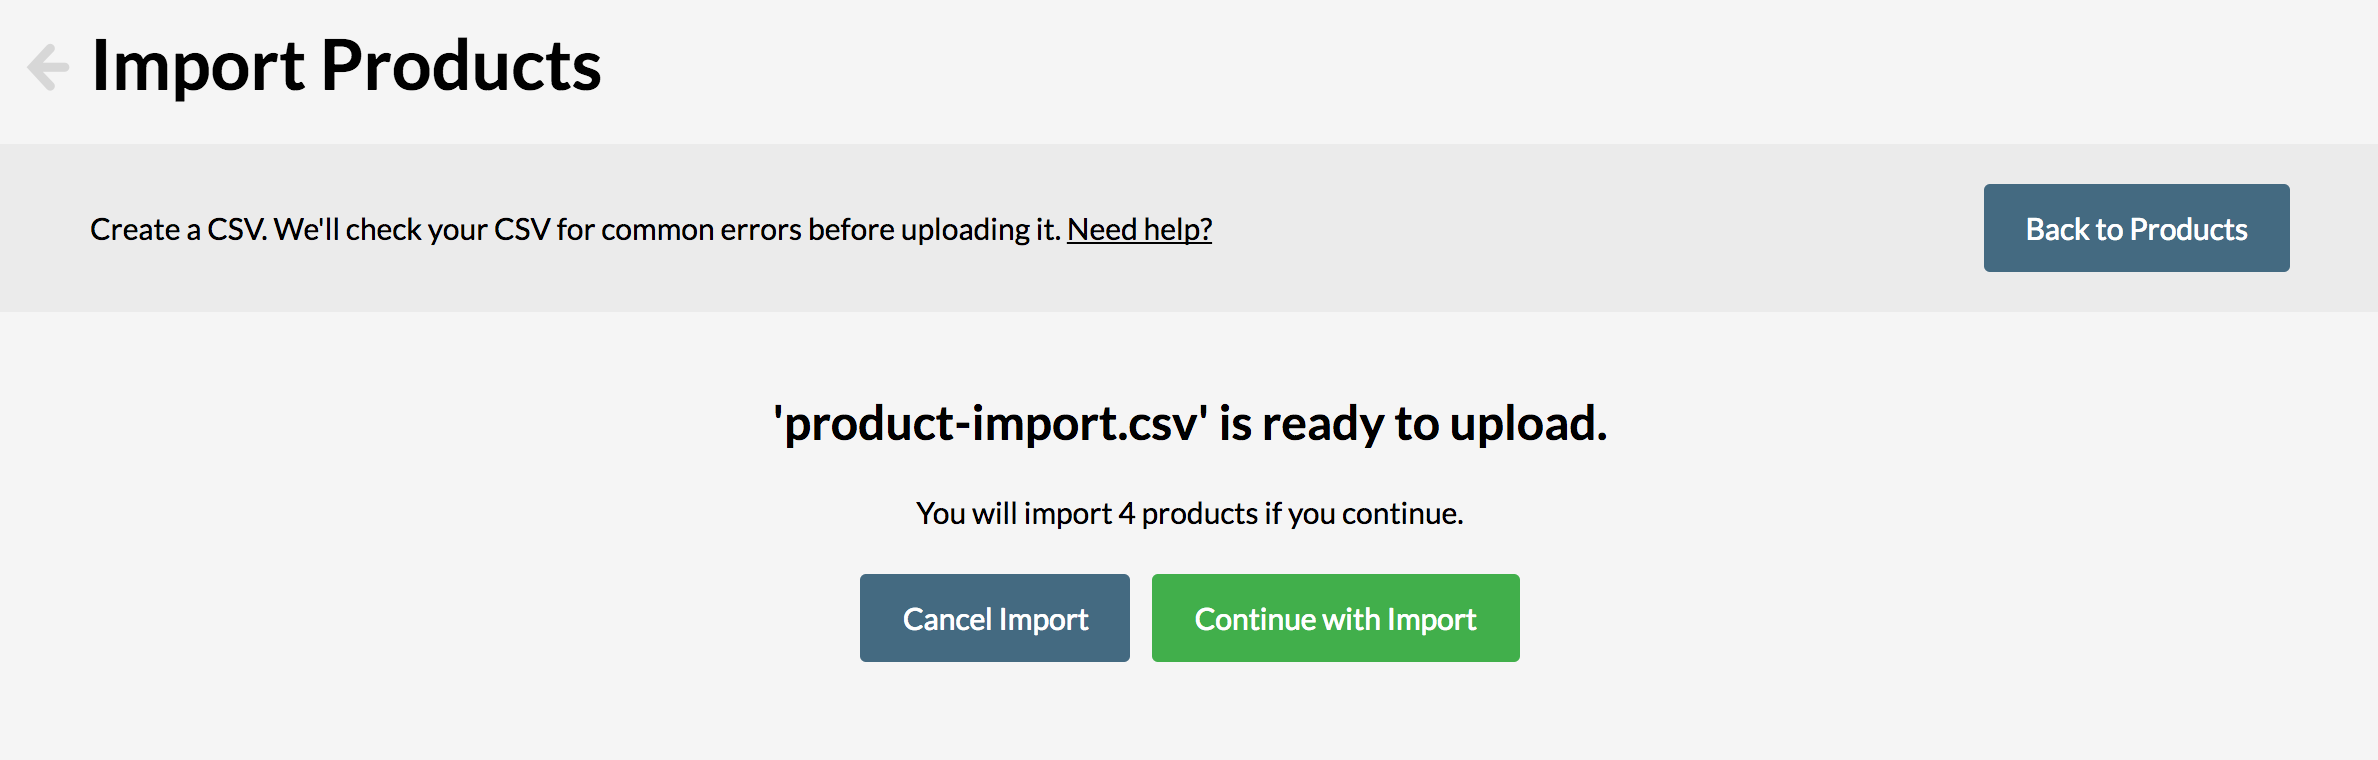 Import Products
Create a CSV. We'll check your CSV for common errors before uploading it. Need help?
Back to Products
'product-import.csv' is ready to upload.
You will import 4 products if you continue.
Cancel Import
Continue with Import